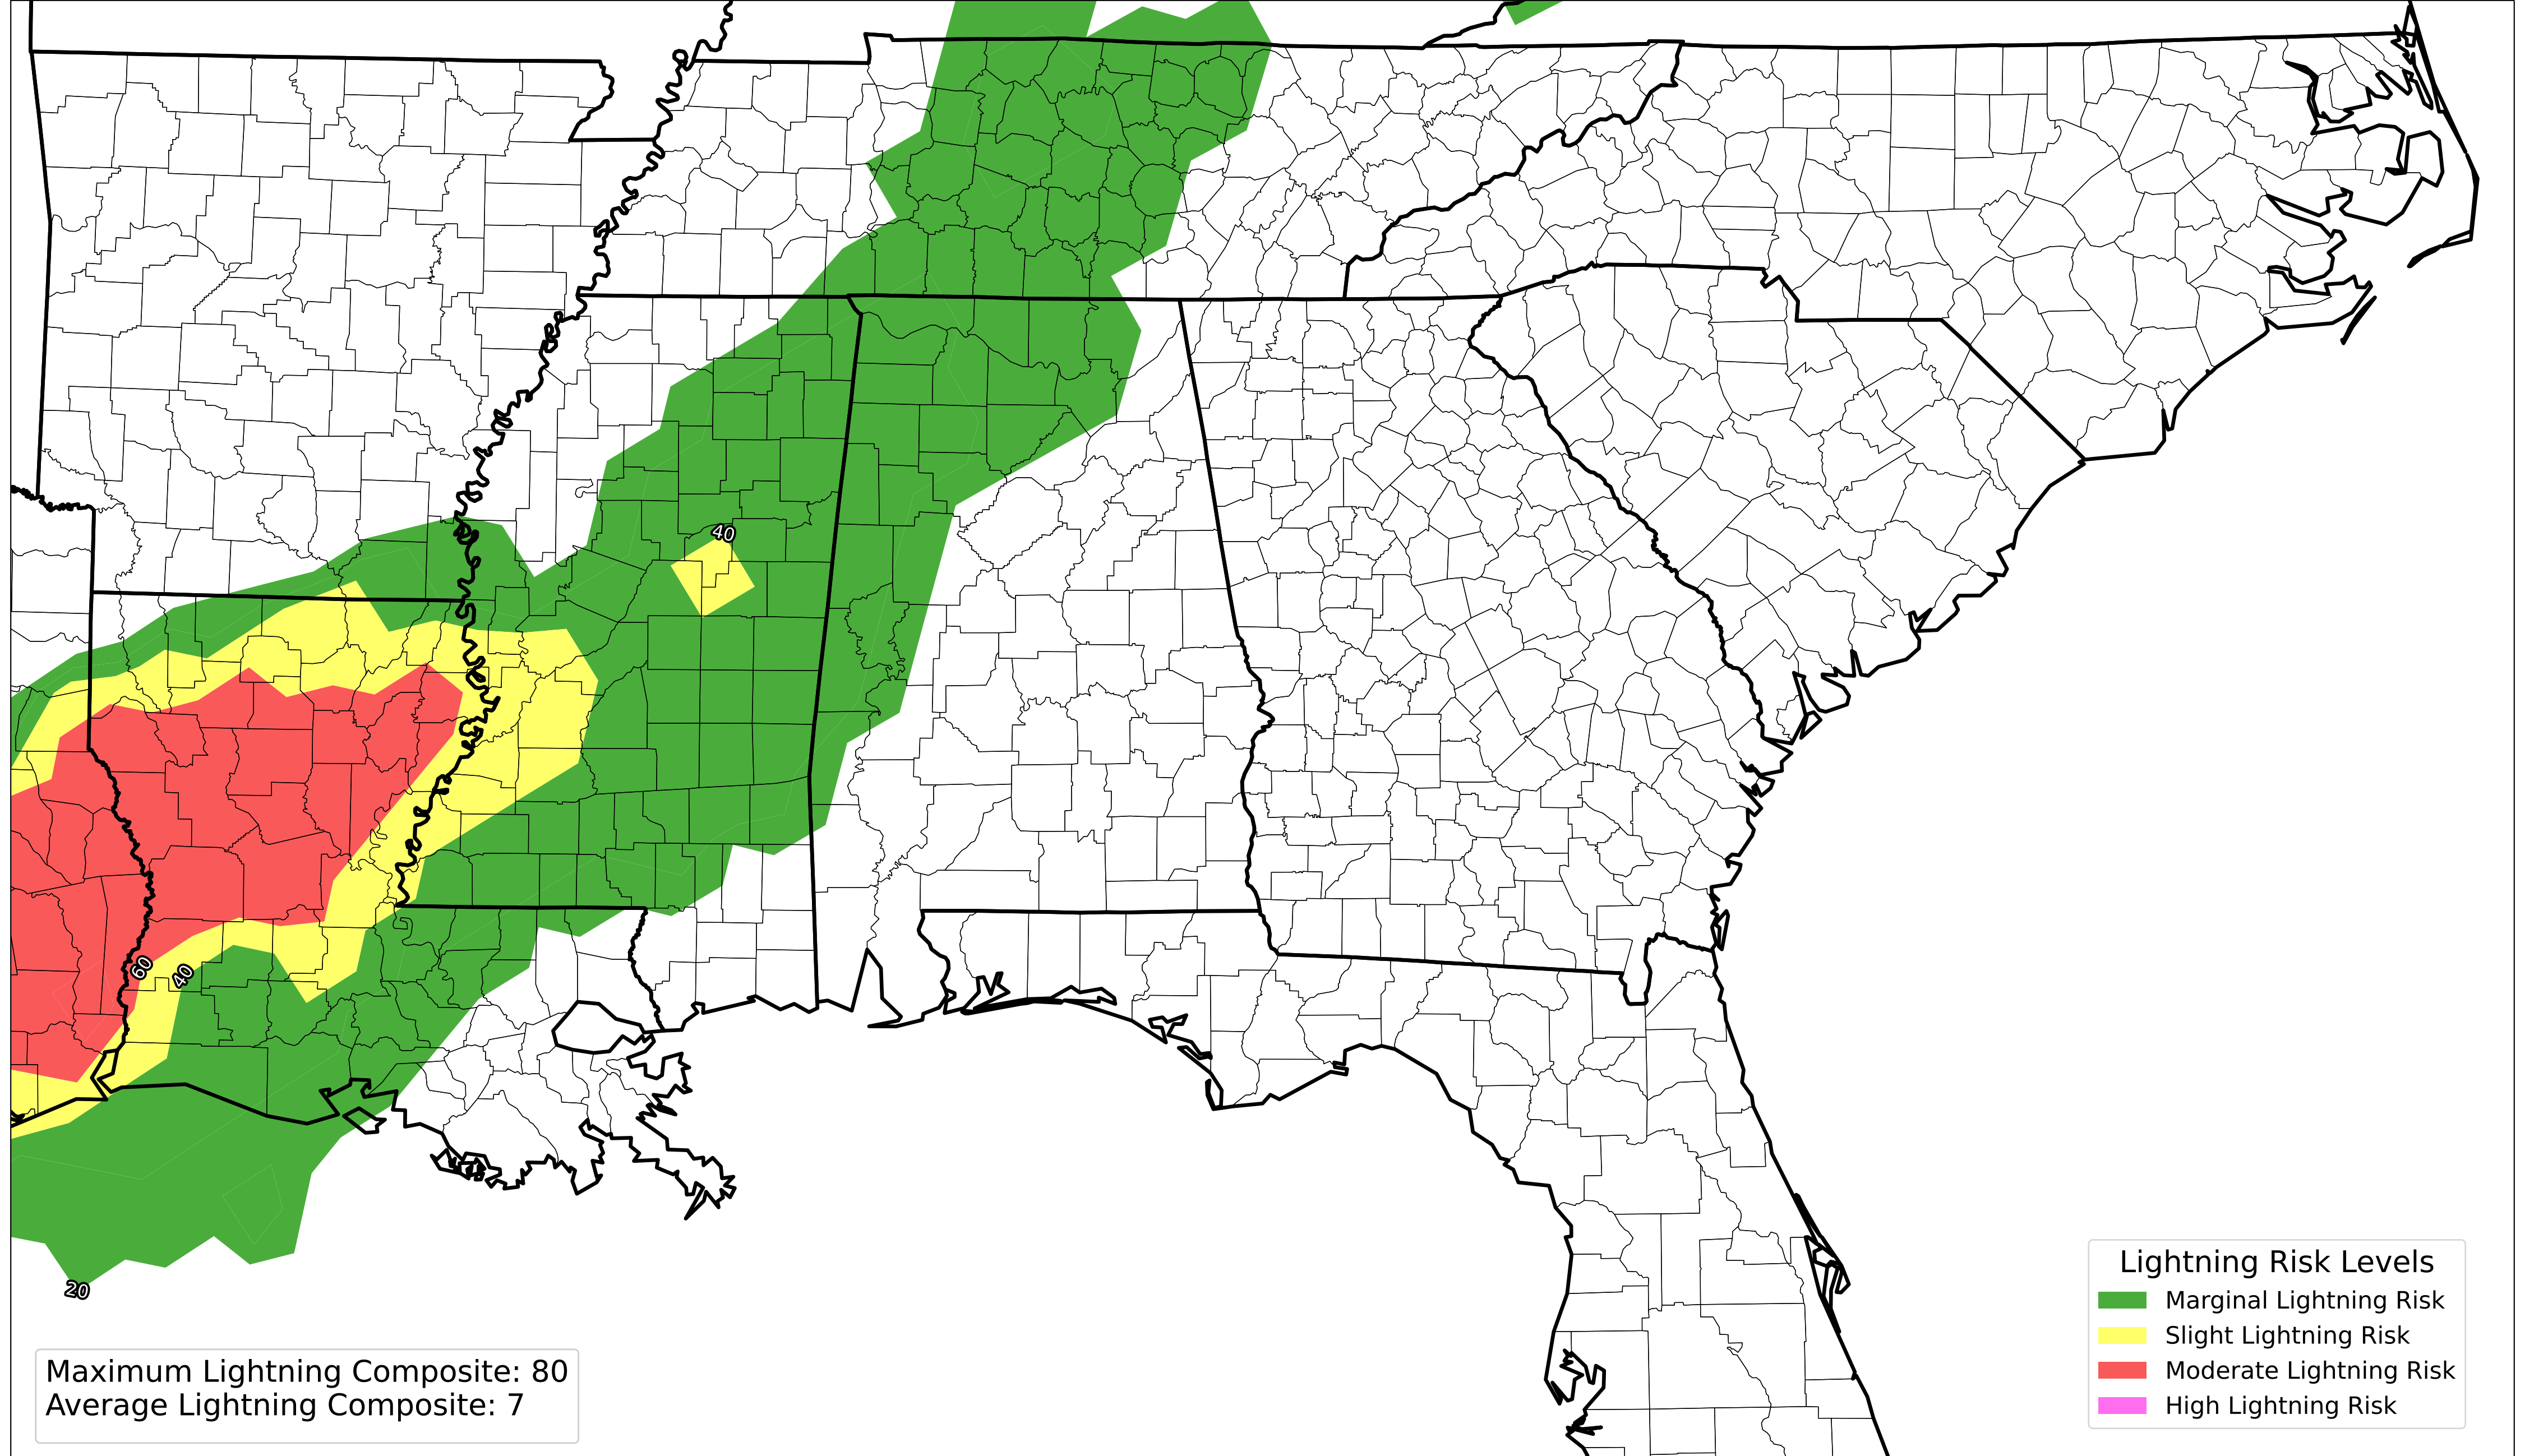 40
60
40
20
Maximum Lightning Composite: 80
Average Lightning Composite: 7
Lightning Risk Levels
Marginal Lightning Risk
Slight Lightning Risk
Moderate Lightning Risk
High Lightning Risk